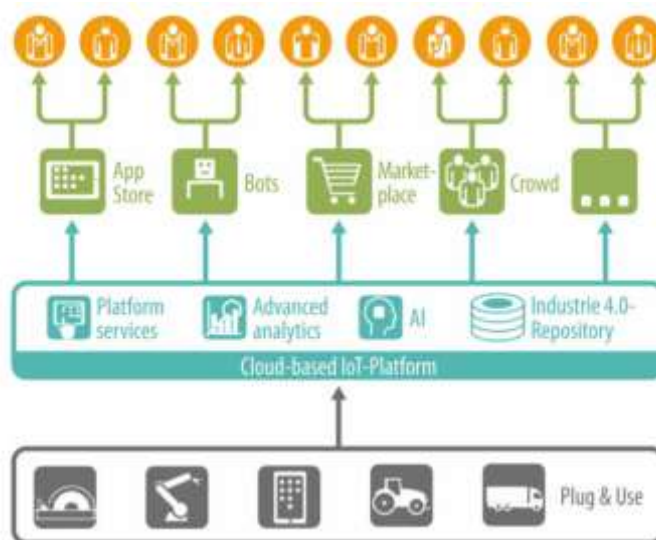 App
Store
Bots
Market-
place
Crowd
Platform
services
Advanced
analytics
AI
Industrie 4.0-
Repository
Cloud-based IoT-Platform
Plug & Use